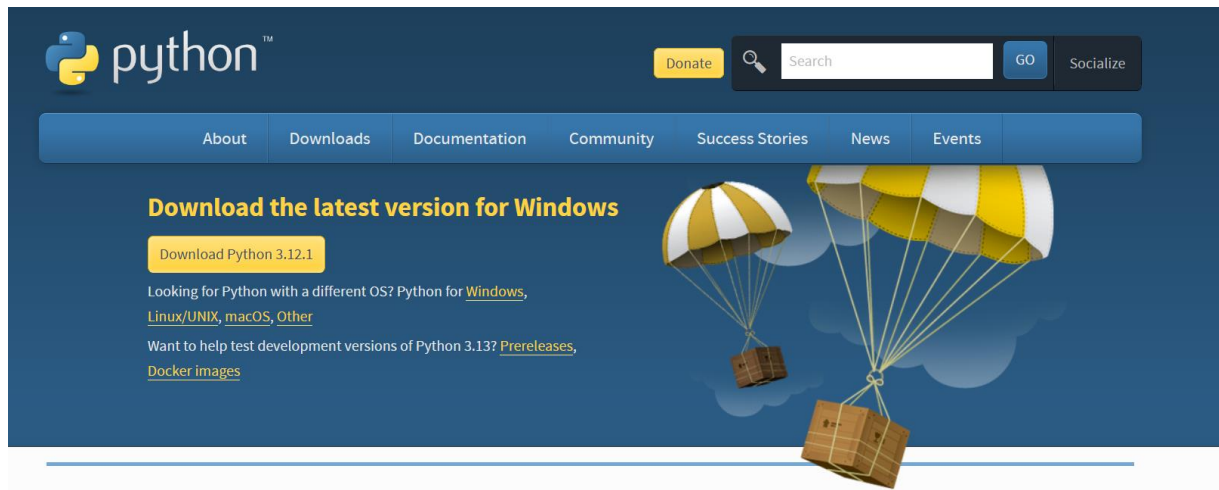 python™
Donate
Search
GO
Socialize
About
Downloads
Documentation
Community
Success Stories
News
Events
Download the latest version for Windows
Download Python 3.12.1
Looking for Python with a different OS? Python for Windows,
Linux/UNIX, macOS, Other
Want to help test development versions of Python 3.13? Prereleases,
Docker images